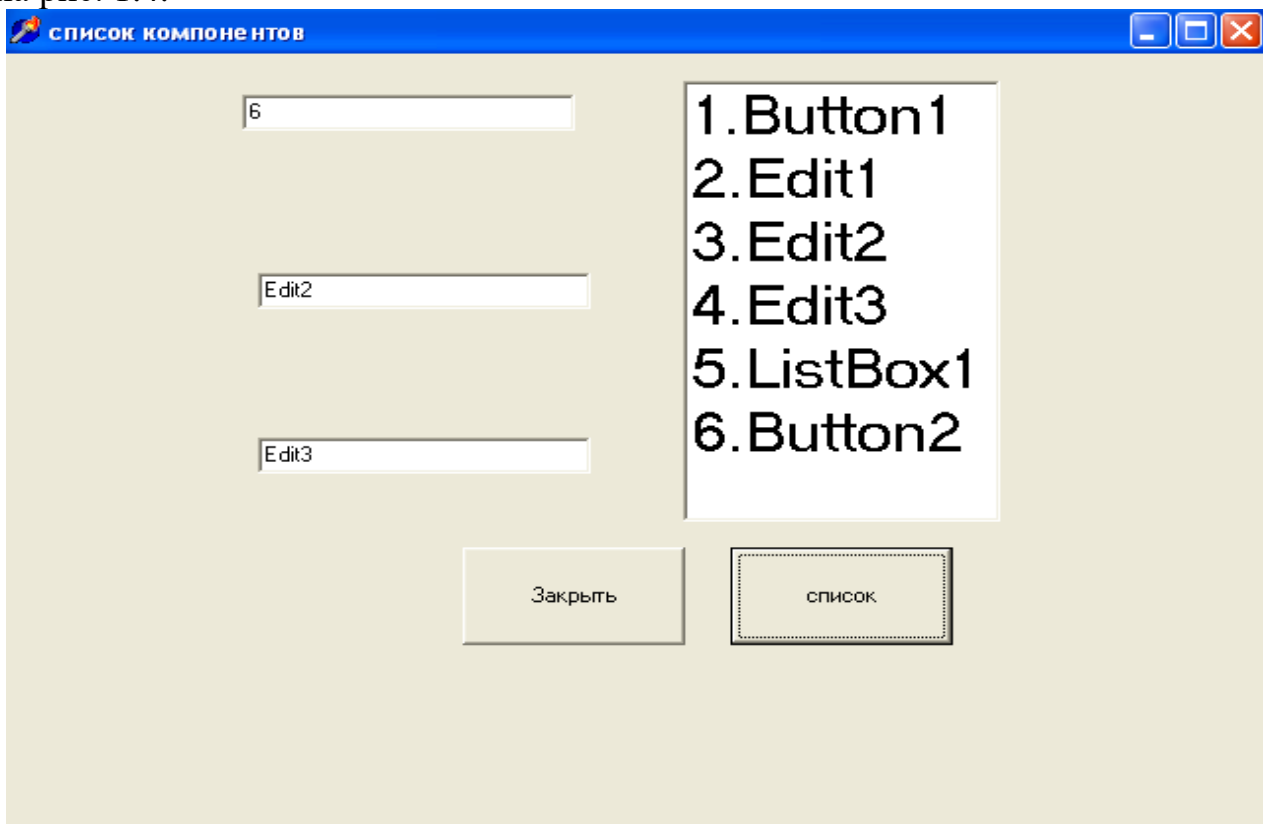 список компонентов
6
Edit2
Edit3
1.Button1
2.Edit1
3.Edit2
4.Edit3
5.ListBox1
6.Button2
Закрыть
список